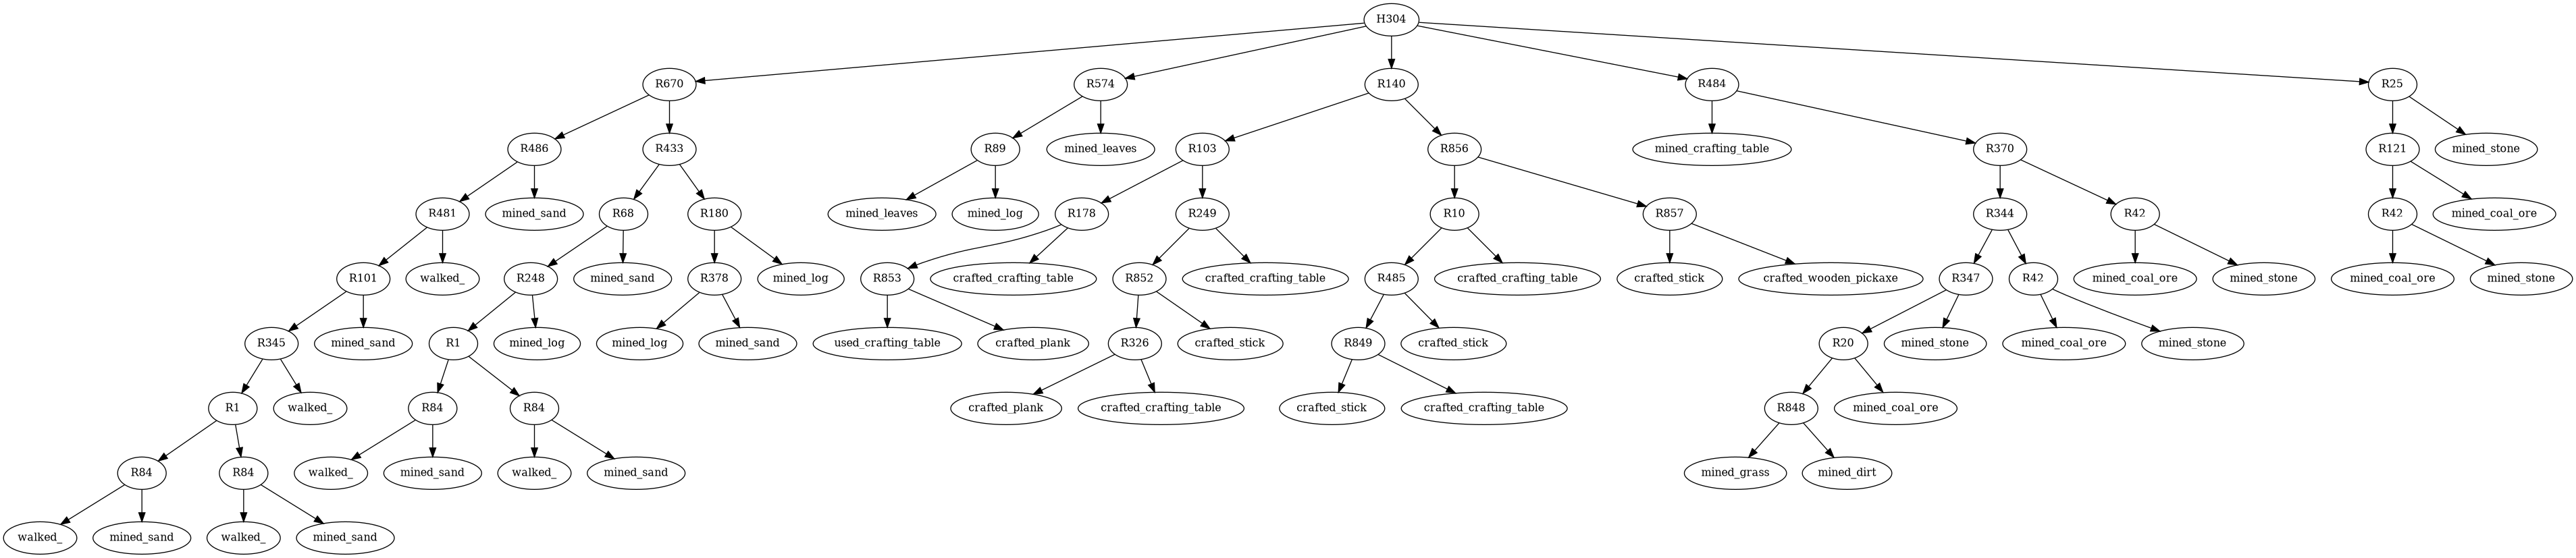 H304
R670
R574
R140
R484
R25
R486
R433
R89
mined_leaves
R103
R856
mined_crafting_table
R370
R121
mined_stone
R481
mined_sand
R68
R180
mined_leaves
mined_log
R178
R249
R10
R857
R344
R42
R42
mined_coal_ore
R101
walked_
R248
mined_sand
R378
mined_log
R853
crafted_crafting_table
R852
crafted_crafting_table
R485
crafted_crafting_table
crafted_stick
crafted_wooden_pickaxe
R347
R42
mined_coal_ore
mined_stone
mined_coal_ore
mined_stone
R345
mined_sand
R1
mined_log
mined_log
mined_sand
used_crafting_table
crafted_plank
R326
crafted_stick
R849
crafted_stick
R20
mined_stone
mined_coal_ore
mined_stone
R1
walked_
R84
R84
crafted_plank
crafted_crafting_table
crafted_stick
crafted_crafting_table
R848
mined_coal_ore
R84
R84
walked_
mined_sand
walked_
mined_sand
mined_grass
mined_dirt
walked_
mined_sand
walked_
mined_sand